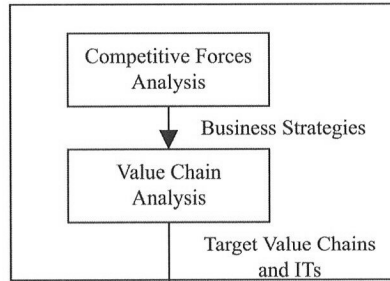 Competitive Forces
Analysis
Business Strategies
Value Chain
Analysis
Target Value Chains
and ITs